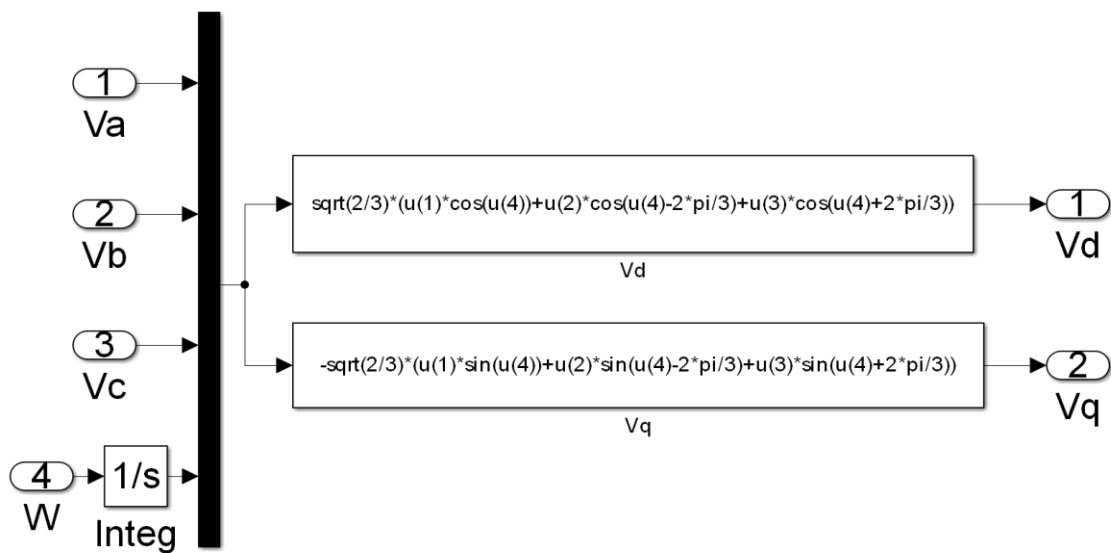 1
Va
2
Vb
3
Vc
4
W
1/s
Integ
sqrt(2/3)*(u(1)*cos(u(4))+u(2)*cos(u(4)-2*pi/3)+u(3)*cos(u(4)+2*pi/3))
Vd
-sqrt(2/3)*(u(1)*sin(u(4))+u(2)*sin(u(4)-2*pi/3)+u(3)*sin(u(4)+2*pi/3))
Vq
1
Vd
2
Vq